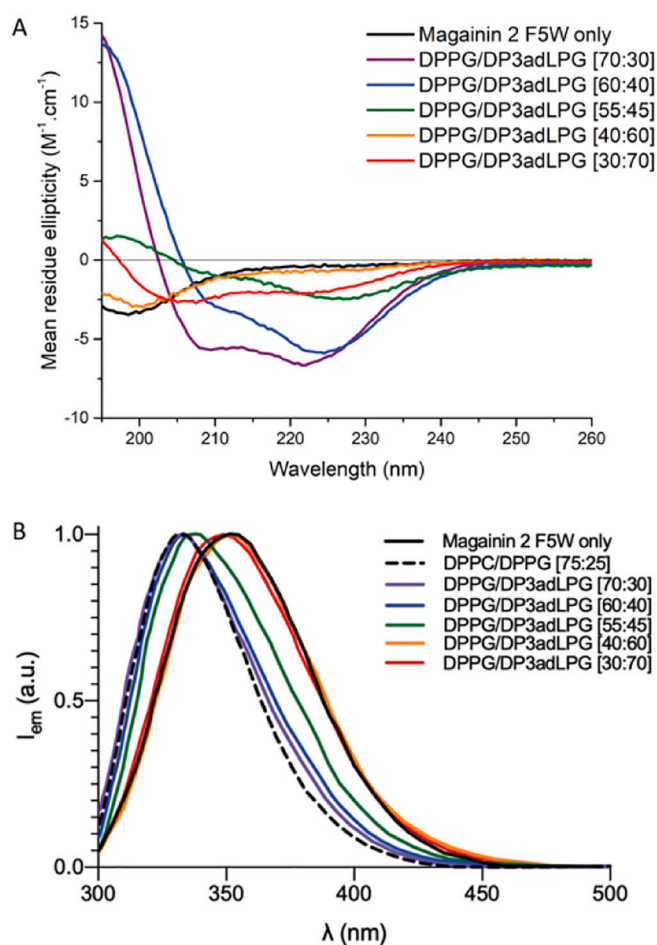 A
Magainin 2 F5W only
DPPG/DP3adLPG [70:30]
DPPG/DP3adLPG [60:40]
DPPG/DP3adLPG [55:45]
DPPG/DP3adLPG [40:60]
DPPG/DP3adLPG [30:70]
Mean residue ellipticity (M⁻¹.cm⁻¹)
15
10
5
0
-5
-10
200 210 220 230 240 250 260
Wavelength (nm)
B
Magainin 2 F5W only
DPPC/DPPG [75:25]
DPPG/DP3adLPG [70:30]
DPPG/DP3adLPG [60:40]
DPPG/DP3adLPG [55:45]
DPPG/DP3adLPG [40:60]
DPPG/DP3adLPG [30:70]
I_em (a.u.)
1.0
0.5
0.0
300 350 400 450 500
λ (nm)